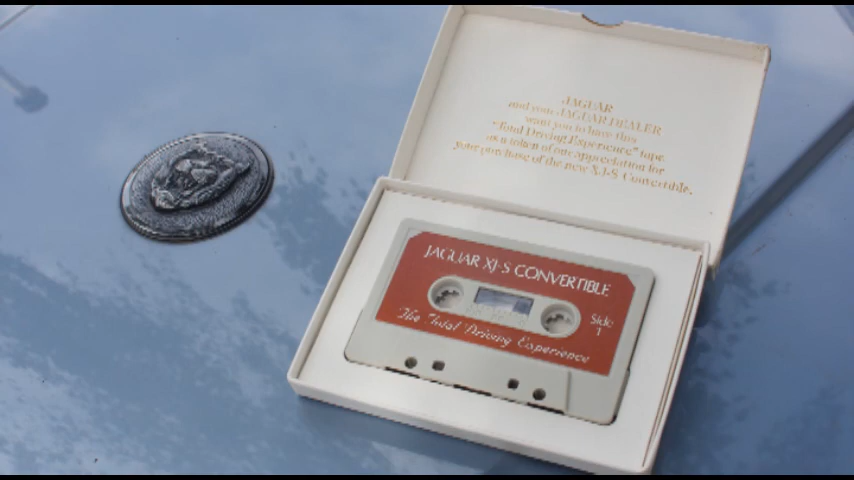 JAGUAR
and your JAGUAR DEALER
want you to have this
"Total Driving Experience" tape
as a token of our appreciation for
your purchase of the new XJ-S Convertible.
JAGUAR XJ-S CONVERTIBLE
Side
1
The Total Driving Experience